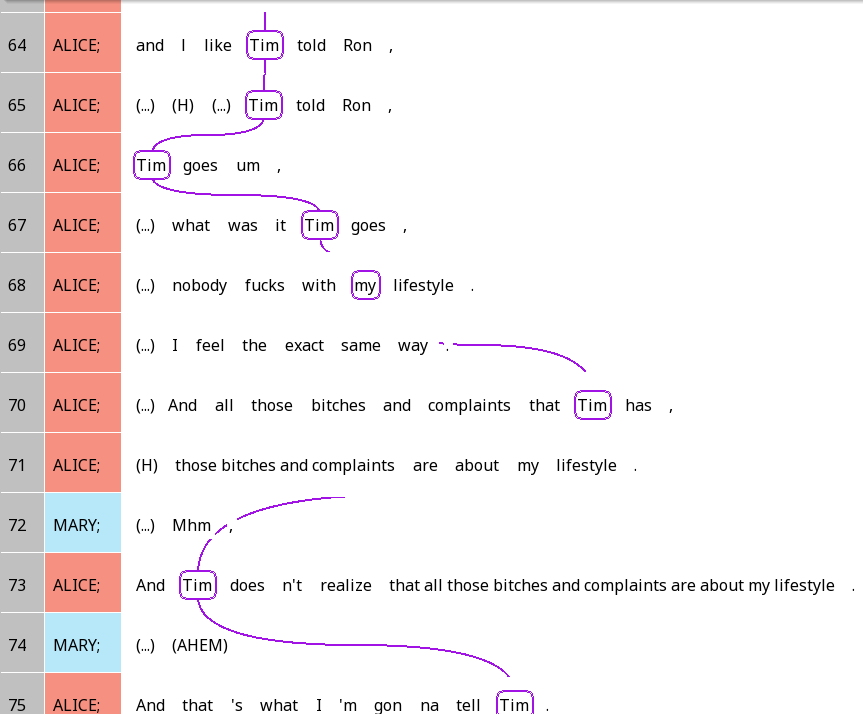 64 ALICE; and I like Tim told Ron ,
65 ALICE; (...) (H) (...) Tim told Ron ,
66 ALICE; Tim goes um ,
67 ALICE; (...) what was it Tim goes ,
68 ALICE; (...) nobody fucks with my lifestyle .
69 ALICE; (...) I feel the exact same way .
70 ALICE; (...) And all those bitches and complaints that Tim has ,
71 ALICE; (H) those bitches and complaints are about my lifestyle .
72 MARY; (...) Mhm ,
73 ALICE; And Tim does n't realize that all those bitches and complaints are about my lifestyle .
74 MARY; (...) (AHEM)
75 ALICE; And that 's what I 'm gon na tell Tim .